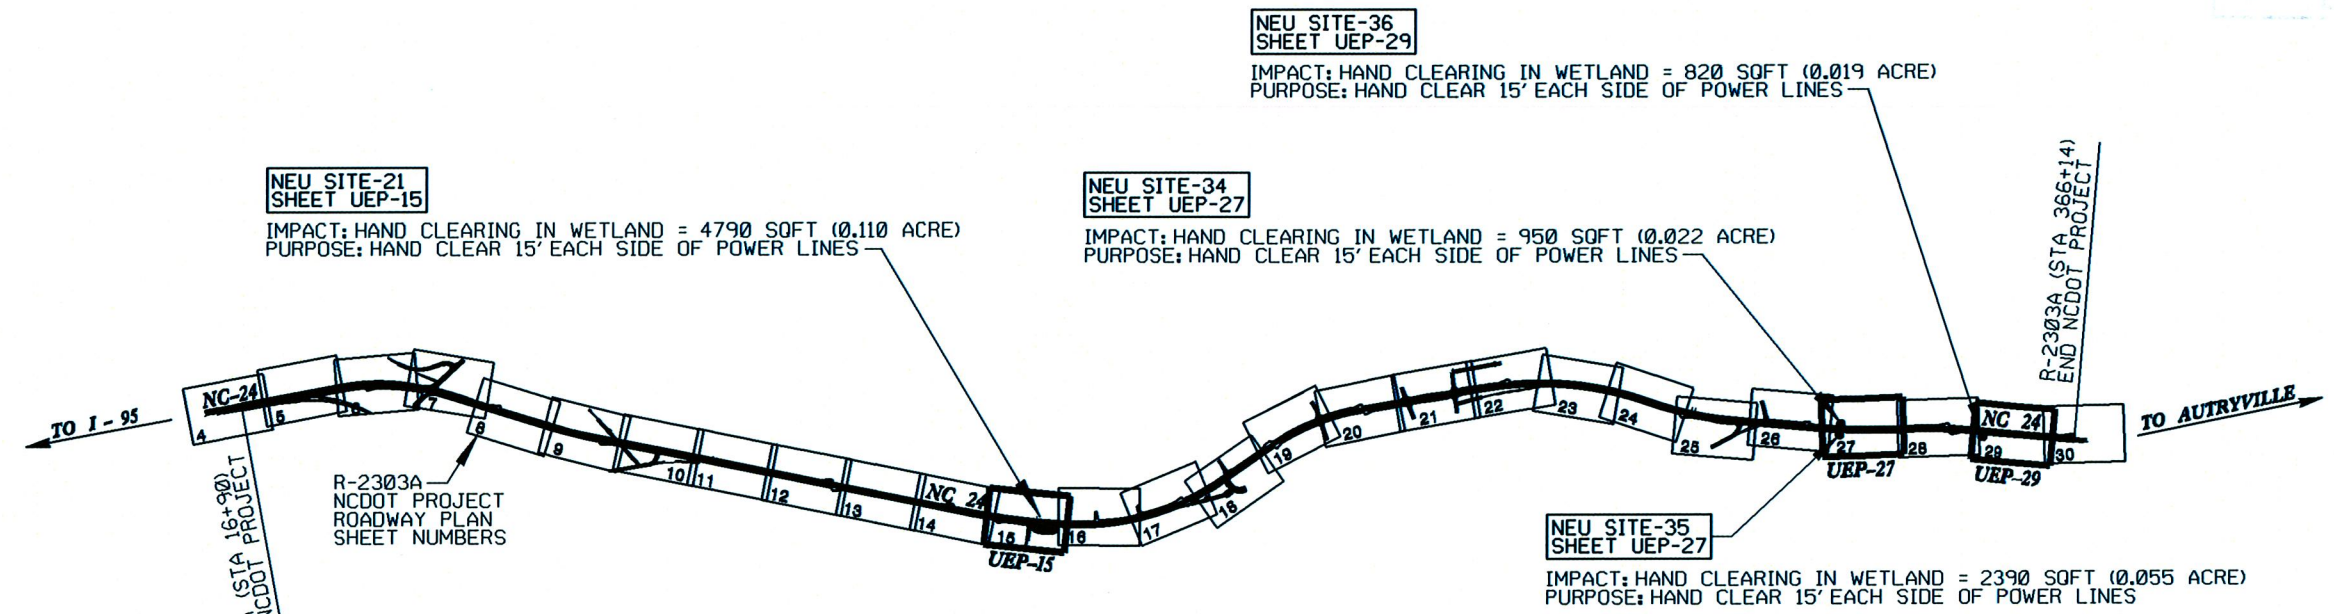 NEU SITE-36
SHEET UEP-29
IMPACT: HAND CLEARING IN WETLAND = 820 SQFT (0.019 ACRE)
PURPOSE: HAND CLEAR 15' EACH SIDE OF POWER LINES
NEU SITE-21
SHEET UEP-15
IMPACT: HAND CLEARING IN WETLAND = 4790 SQFT (0.110 ACRE)
PURPOSE: HAND CLEAR 15' EACH SIDE OF POWER LINES
NEU SITE-34
SHEET UEP-27
IMPACT: HAND CLEARING IN WETLAND = 950 SQFT (0.022 ACRE)
PURPOSE: HAND CLEAR 15' EACH SIDE OF POWER LINES
R-2303A (STA 366+14)
END NCDOT PROJECT
TO I - 95
NC-24
4
5
6
7
8
9
10
11
12
13
14
NC 24
15
UEP-15
16
17
18
19
20
21
22
23
24
25
26
27
UEP-27
28
NC 24
29
UEP-29
30
TO AUTRYVILLE
R-2303A
NCDOT PROJECT
ROADWAY PLAN
SHEET NUMBERS
(STA 16+90)
NCDOT PROJECT
NEU SITE-35
SHEET UEP-27
IMPACT: HAND CLEARING IN WETLAND = 2390 SQFT (0.055 ACRE)
PURPOSE: HAND CLEAR 15' EACH SIDE OF POWER LINES